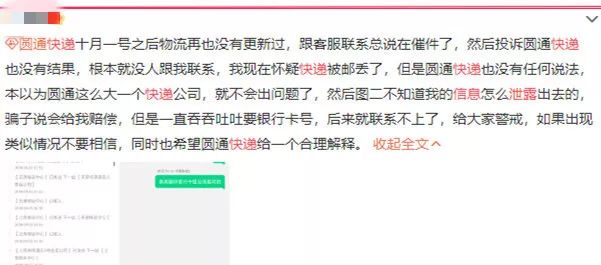 圆通快递十月一号之后物流再也没有更新过，跟客服联系总说在催件了，然后投诉圆通快递
也没有结果，根本就没人跟我联系，我现在怀疑快递被邮丢了，但是圆通快递也没有任何说法，
本以为圆通这么大一个快递公司，就不会出问题了，然后图二不知道我的信息怎么泄露出去的，
骗子说会给我赔偿，但是一直吞吞吐吐要银行卡号，后来就联系不上了，给大家警戒，如果出现
类似情况不要相信，同时也希望圆通快递给一个合理解释。 收起全文